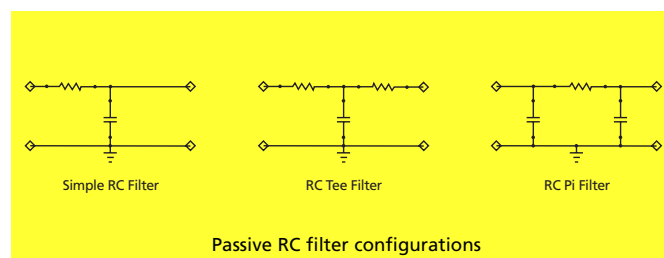 Simple RC Filter
RC Tee Filter
RC Pi Filter
Passive RC filter configurations